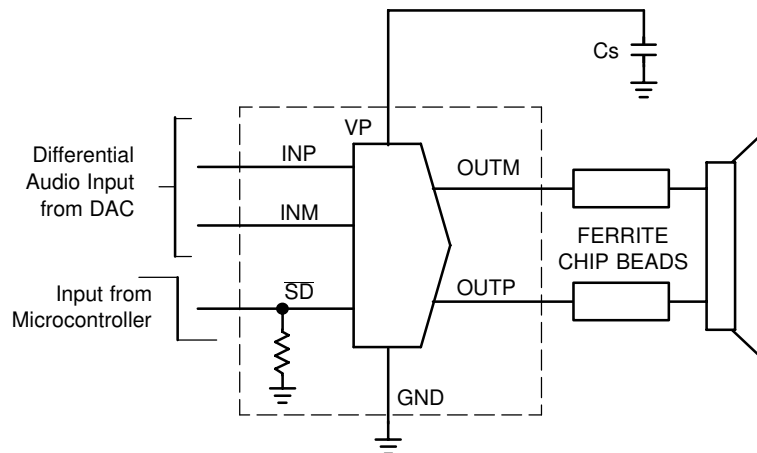 Cs
VP
Differential
Audio Input
from DAC
INP
INM
OUTM
FERRITE
CHIP BEADS
Input from
Microcontroller
SD
OUTP
GND